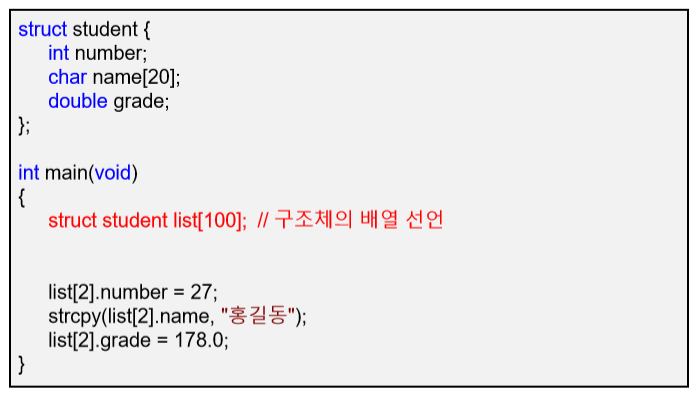 struct student {
int number;
char name[20];
double grade;
};
int main(void)
{
struct student list[100];  // 구조체의 배열 선언
list[2].number = 27;
strcpy(list[2].name, "홍길동");
list[2].grade = 178.0;
}